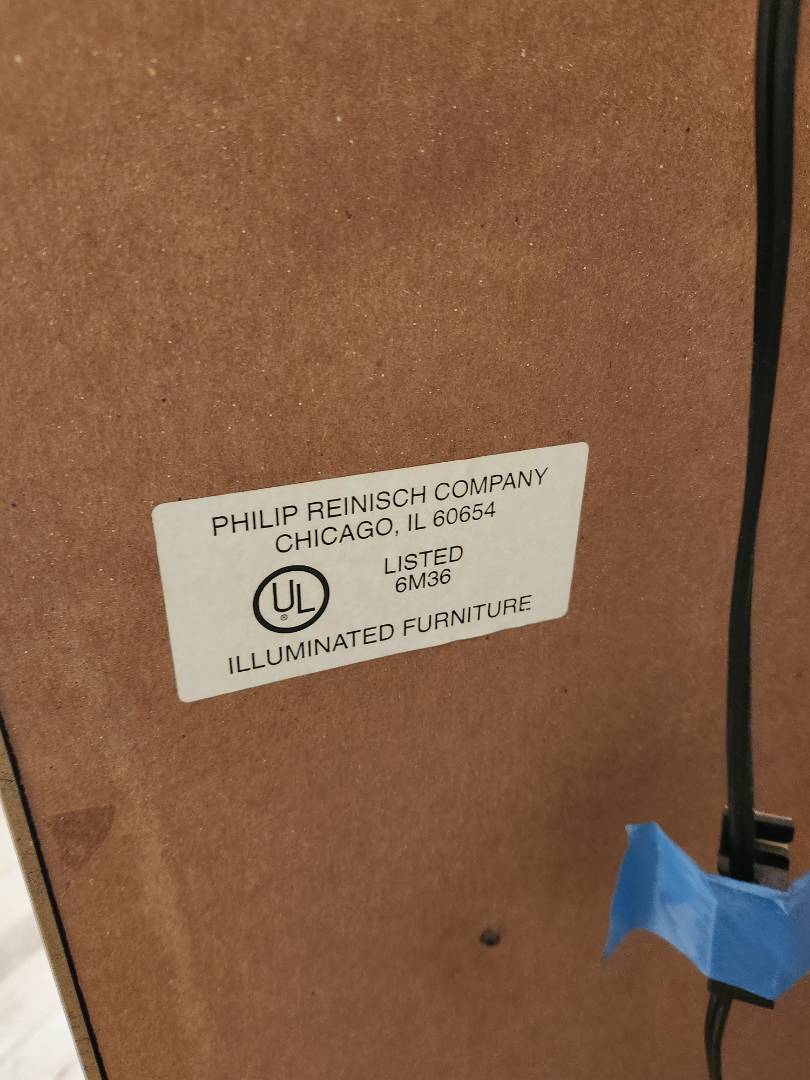 PHILIP REINISCH COMPANY
CHICAGO, IL 60654
LISTED
6M36
UL
®
ILLUMINATED FURNITURE